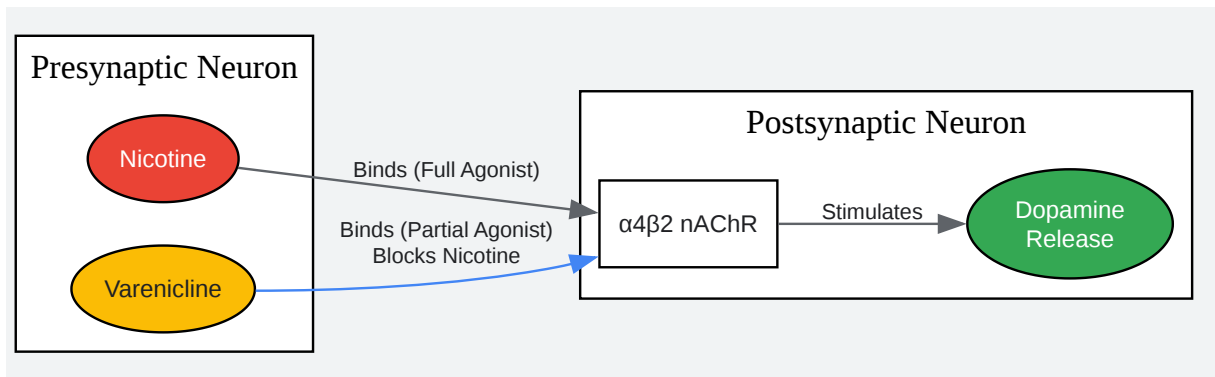 Presynaptic Neuron
Nicotine
Varenicline
Binds (Full Agonist)
Binds (Partial Agonist)
Blocks Nicotine
Postsynaptic Neuron
α4β2 nAChR
Stimulates
Dopamine
Release